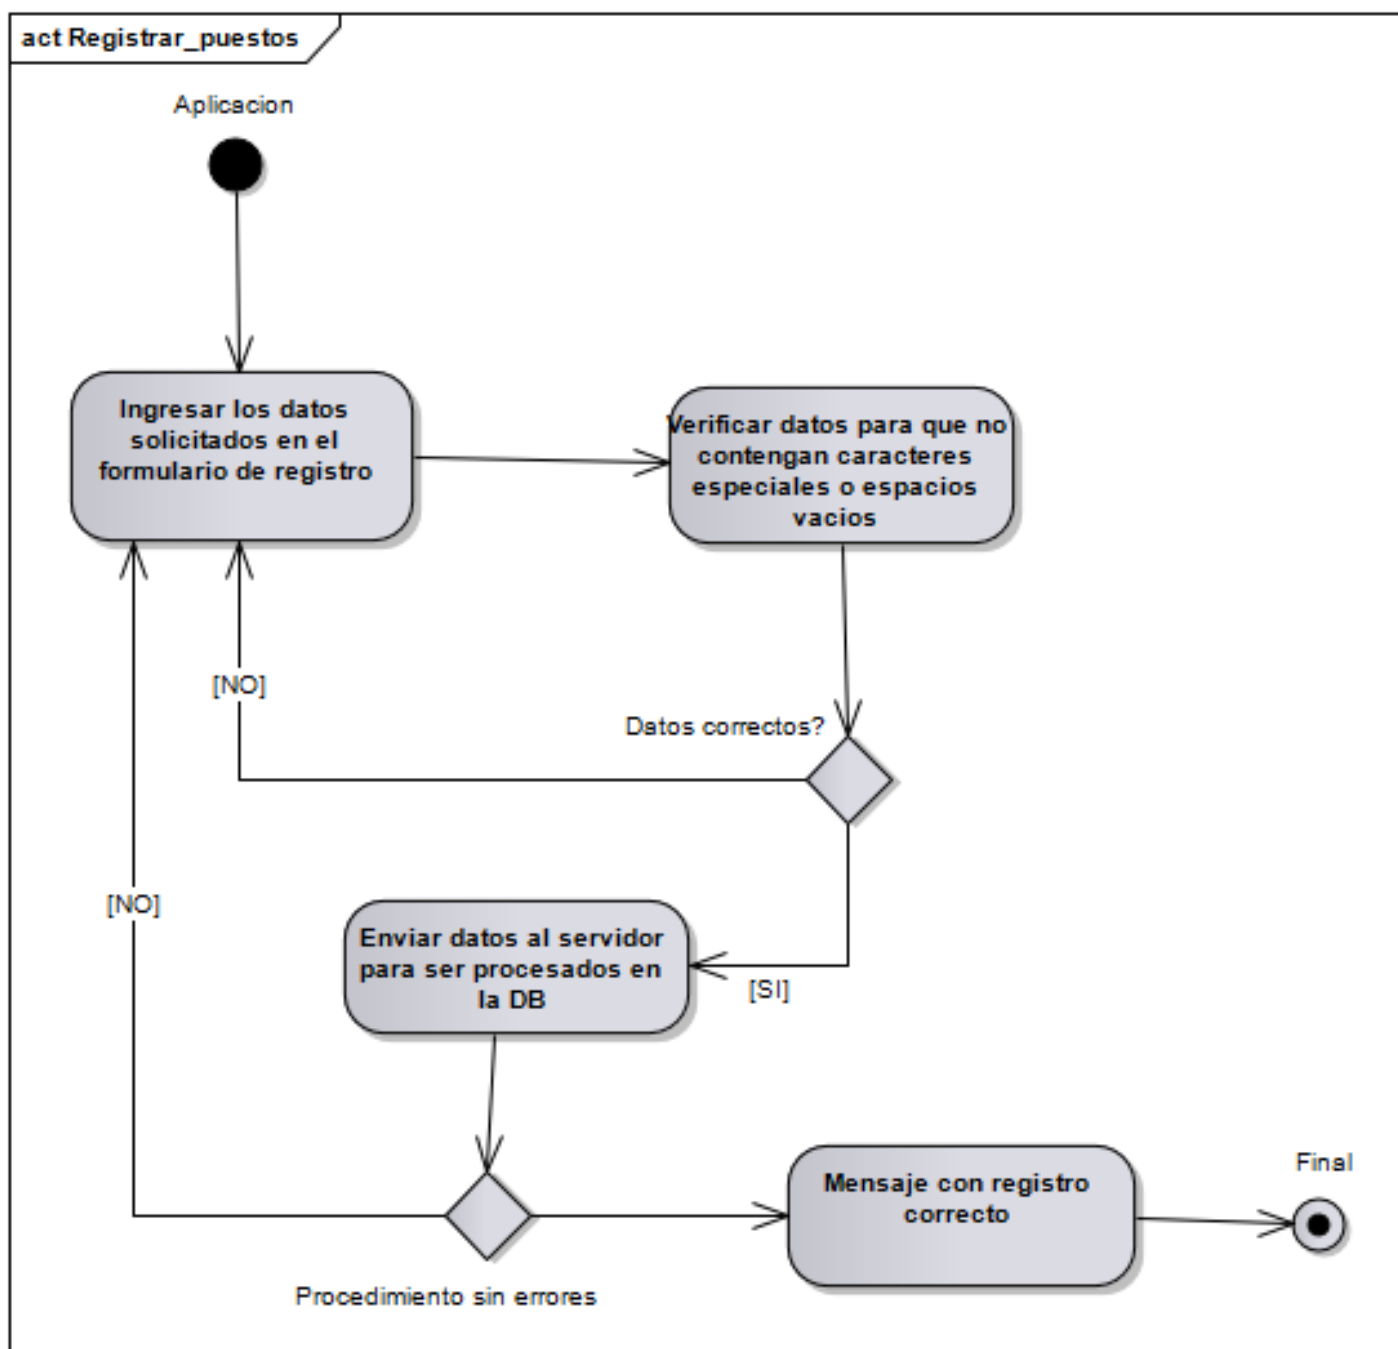 act Registrar_puestos
Aplicacion
Ingresar los datos
solicitados en el
formulario de registro
Verificar datos para que no
contengan caracteres
especiales o espacios
vacios
[NO]
Datos correctos?
[NO]
Enviar datos al servidor
para ser procesados en
la DB
[SI]
Mensaje con registro
correcto
Final
Procedimiento sin errores